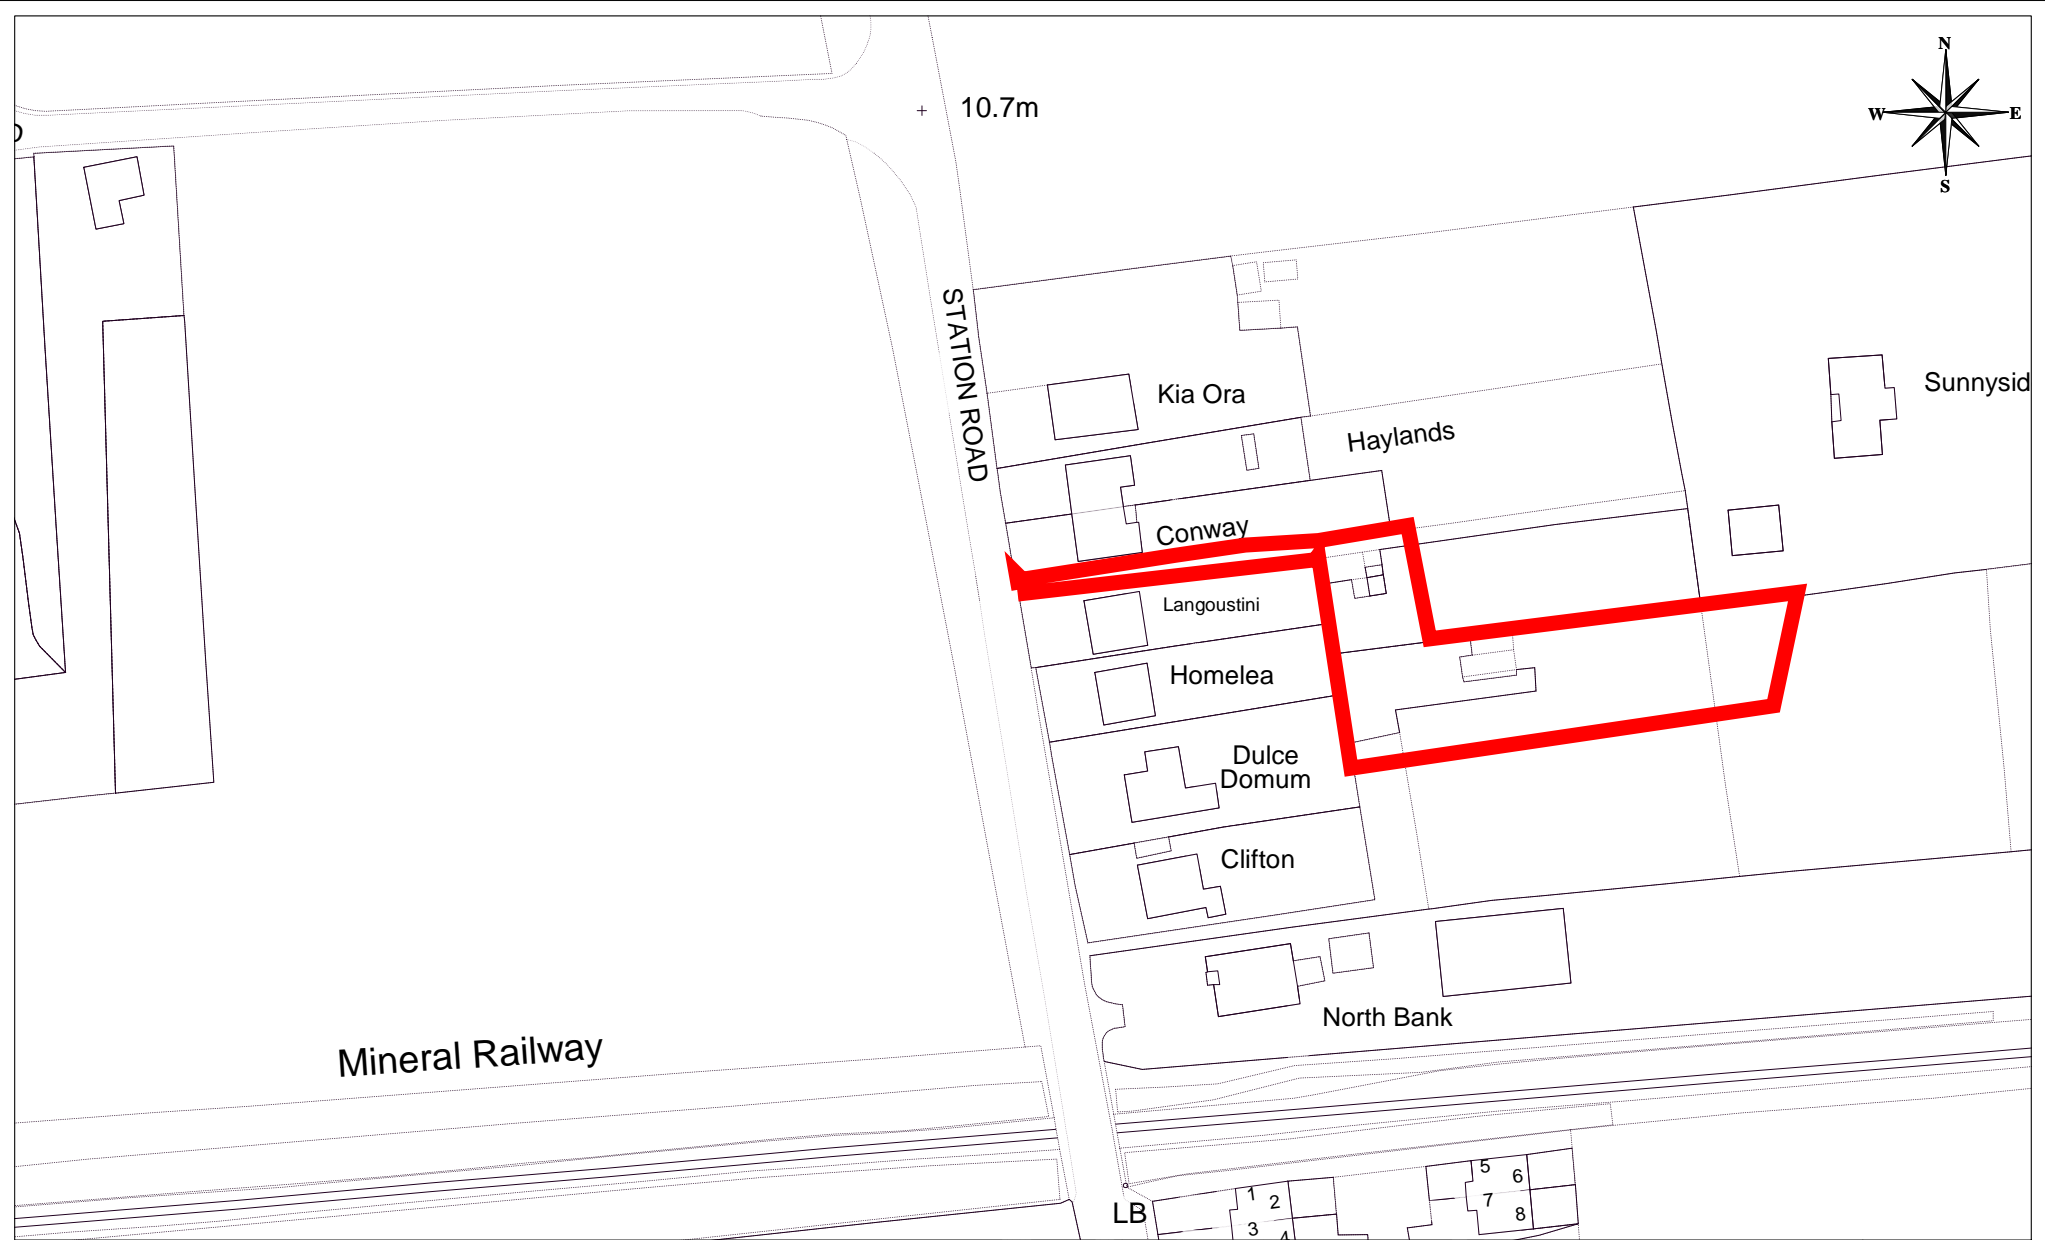 N
10.7m
W
E
S
STATION ROAD
Kia Ora
Sunnysid
Haylands
Conway
Langoustini
Homelea
Dulce
Domum
Clifton
North Bank
Mineral Railway
LB
1
2
3
4
5
6
7
8